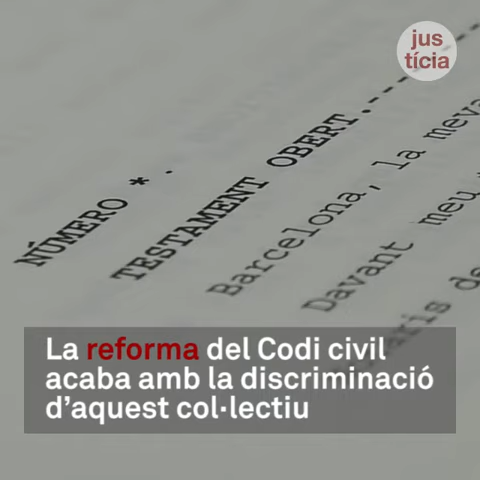 jus
tícia
NÚMERO * .
TESTAMENT OBERT.----
Barcelona, la meva
Davant meu
de
La reforma del Codi civil
acaba amb la discriminació
d'aquest col·lectiu